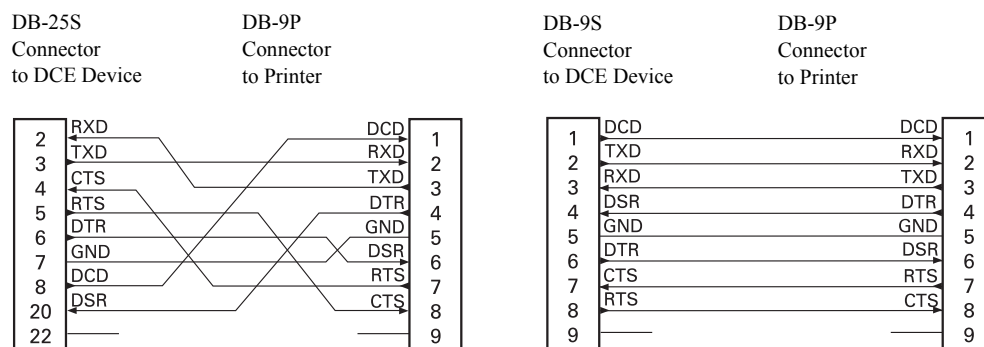 DB-25S
Connector
to DCE Device
DB-9P
Connector
to Printer
2 RXD DCD 1
3 TXD RXD 2
4 CTS TXD 3
5 RTS DTR 4
6 DTR GND 5
7 GND DSR 6
8 DCD RTS 7
20 DSR CTS 8
22 9
DB-9S
Connector
to DCE Device
DB-9P
Connector
to Printer
1 DCD DCD 1
2 TXD RXD 2
3 RXD TXD 3
4 DSR DTR 4
5 GND GND 5
6 DTR DSR 6
7 CTS RTS 7
8 RTS CTS 8
9 9